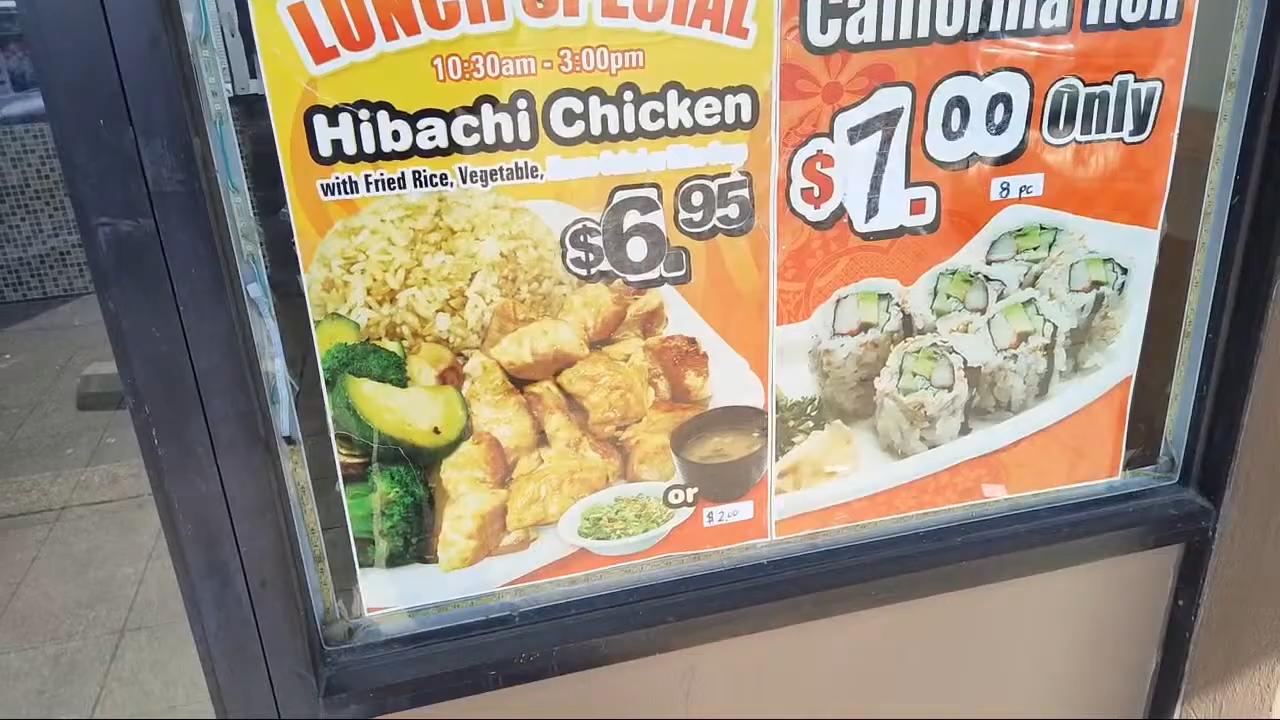 LUNCH SPECIAL
10:30am - 3:00pm
Hibachi Chicken
with Fried Rice, Vegetable,
$6.95
or
$2.00
California Roll
$7.00 Only
8 pc